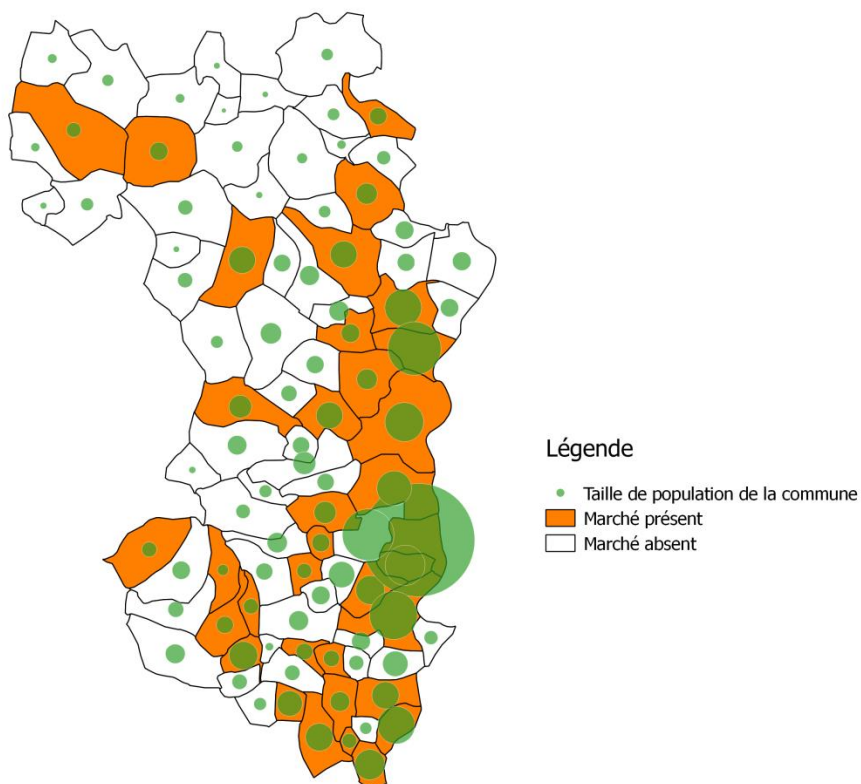 Légende
Taille de population de la commune
Marché présent
Marché absent